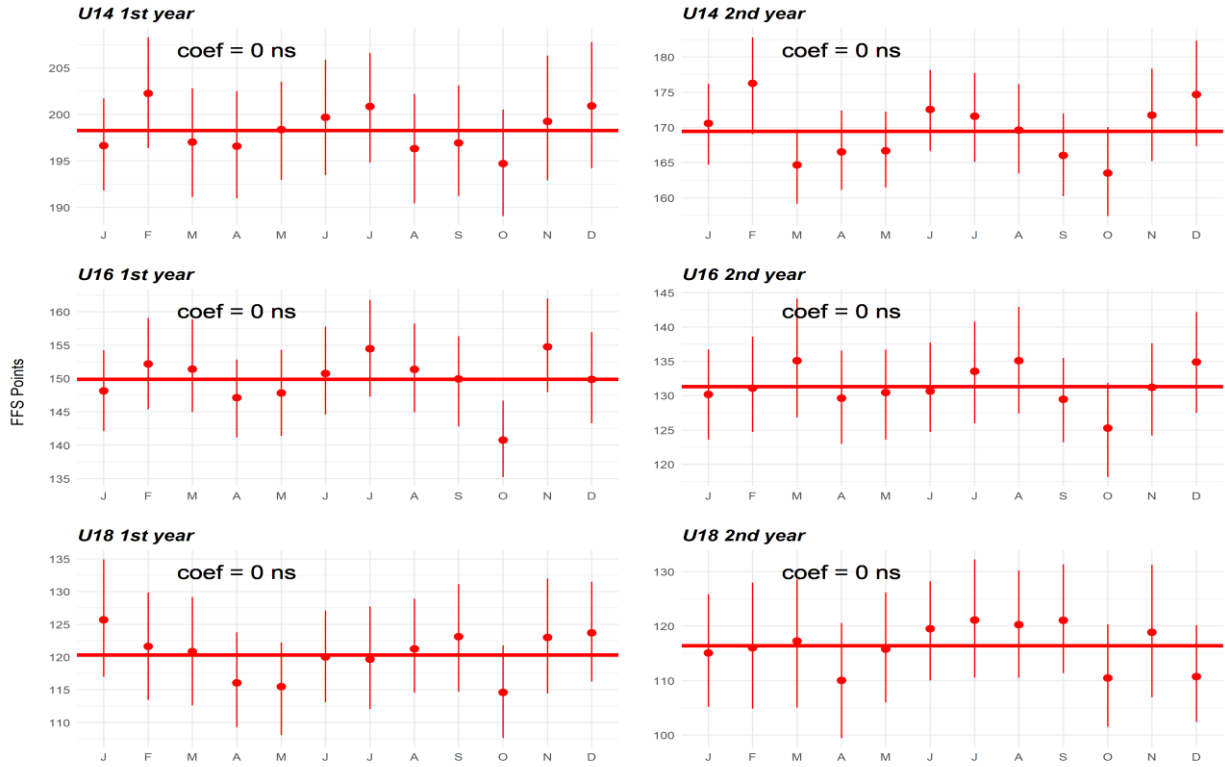 U14 1st year
coef = 0 ns
205
200
195
190
J F M A M J J A S O N D
U14 2nd year
coef = 0 ns
180
175
170
165
160
J F M A M J J A S O N D
FFS Points
U16 1st year
coef = 0 ns
160
155
150
145
140
135
J F M A M J J A S O N D
U16 2nd year
coef = 0 ns
145
140
135
130
125
120
J F M A M J J A S O N D
U18 1st year
coef = 0 ns
135
130
125
120
115
110
J F M A M J J A S O N D
U18 2nd year
coef = 0 ns
130
120
110
100
J F M A M J J A S O N D